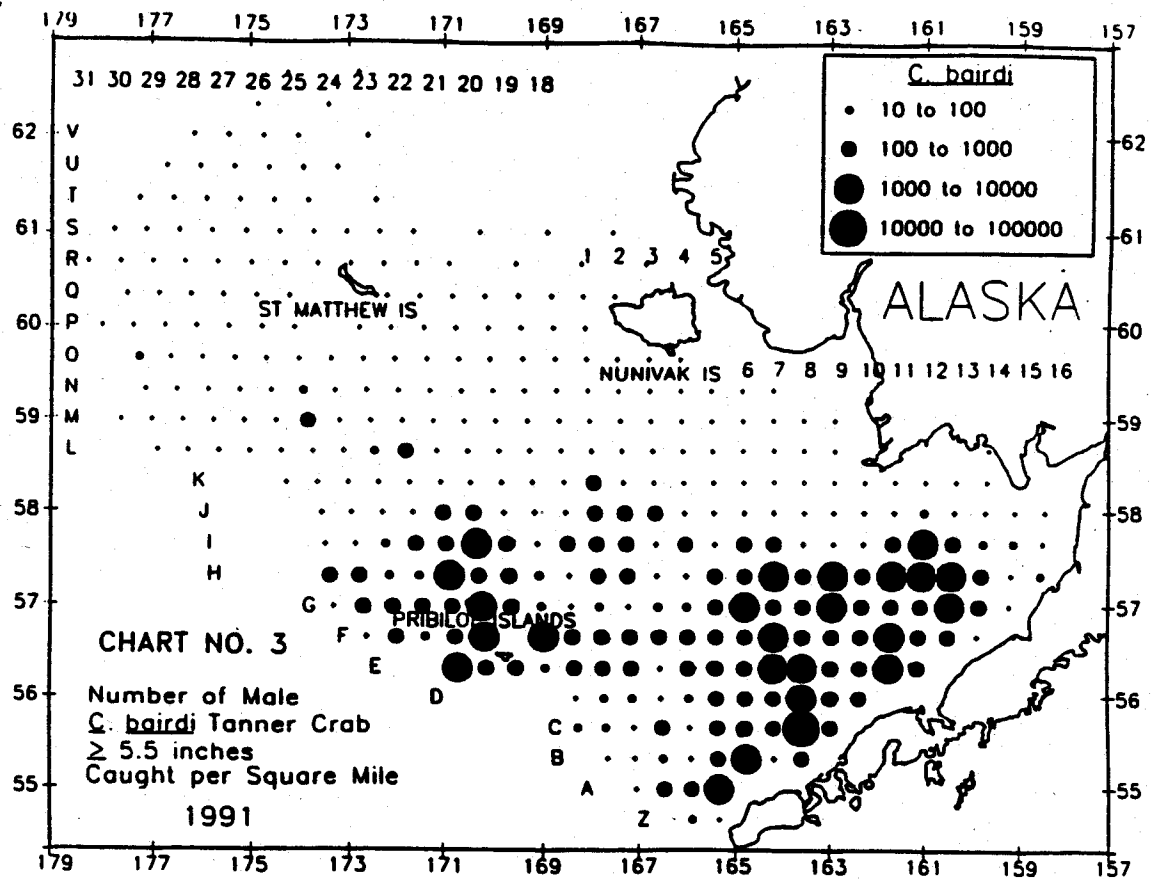 179 177 175 173 171 169 167 165 163 161 159 157
31 30 29 28 27 26 25 24 23 22 21 20 19 18
C. bairdi
10 to 100
100 to 1000
1000 to 10000
10000 to 100000
62 V 62
U
T
61 S 61
R 1 2 3 4 5
Q
ST MATTHEW IS
ALASKA
60 P 60
O
NUNIVAK IS 6 7 8 9 10 11 12 13 14 15 16
N
59 M 59
L
K
58 J 58
I
H
57 G 57
PRIBILOF ISLANDS
F
CHART NO. 3
E
56 D 56
Number of Male
C. bairdi Tanner Crab
C
≥ 5.5 inches
B
Caught per Square Mile
55 A 55
1991
Z
179 177 175 173 171 169 167 165 163 161 159 157